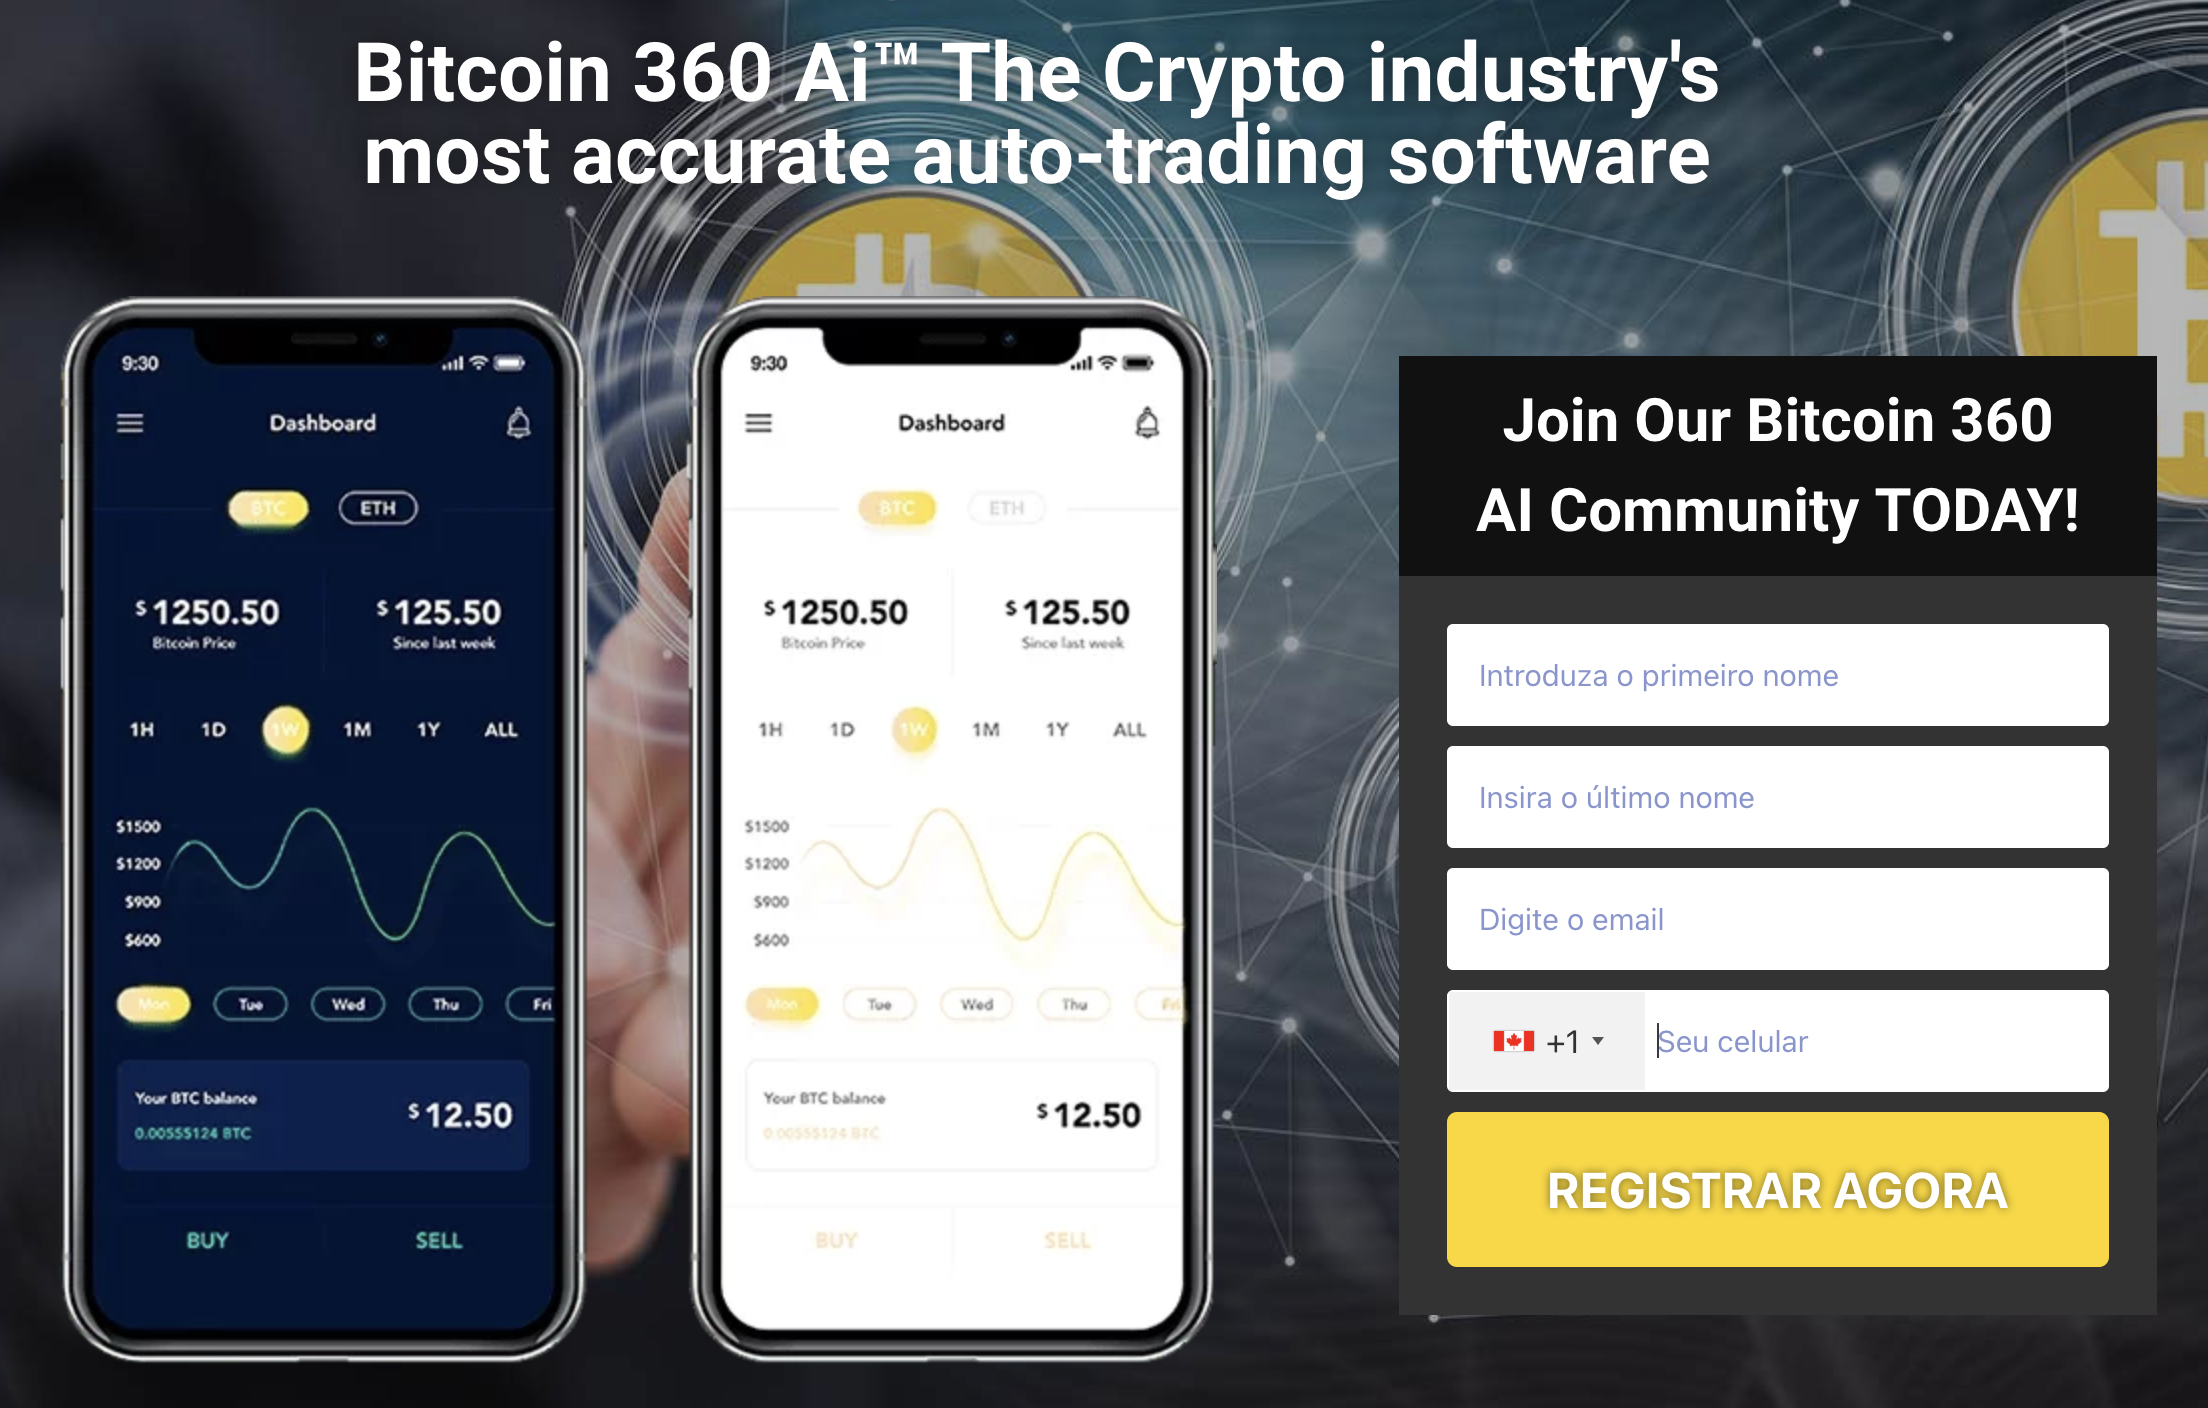 Bitcoin 360 Ai™ The Crypto industry's
most accurate auto-trading software
9:30
Dashboard
BTC ETH
$ 1250.50 $ 125.50
Bitcoin Price Since last week
1H 1D 1W 1M 1Y ALL
$1500
$1200
$900
$600
Mon Tue Wed Thu Fri
Your BTC balance
0.00555124 BTC
$ 12.50
BUY SELL
9:30
Dashboard
BTC ETH
$ 1250.50 $ 125.50
Bitcoin Price Since last week
1H 1D 1W 1M 1Y ALL
$1500
$1200
$900
$600
Mon Tue Wed Thu Fri
Your BTC balance
0.00555124 BTC
$ 12.50
BUY SELL
Join Our Bitcoin 360
AI Community TODAY!
Introduza o primeiro nome
Insira o último nome
Digite o email
+1 Seu celular
REGISTRAR AGORA